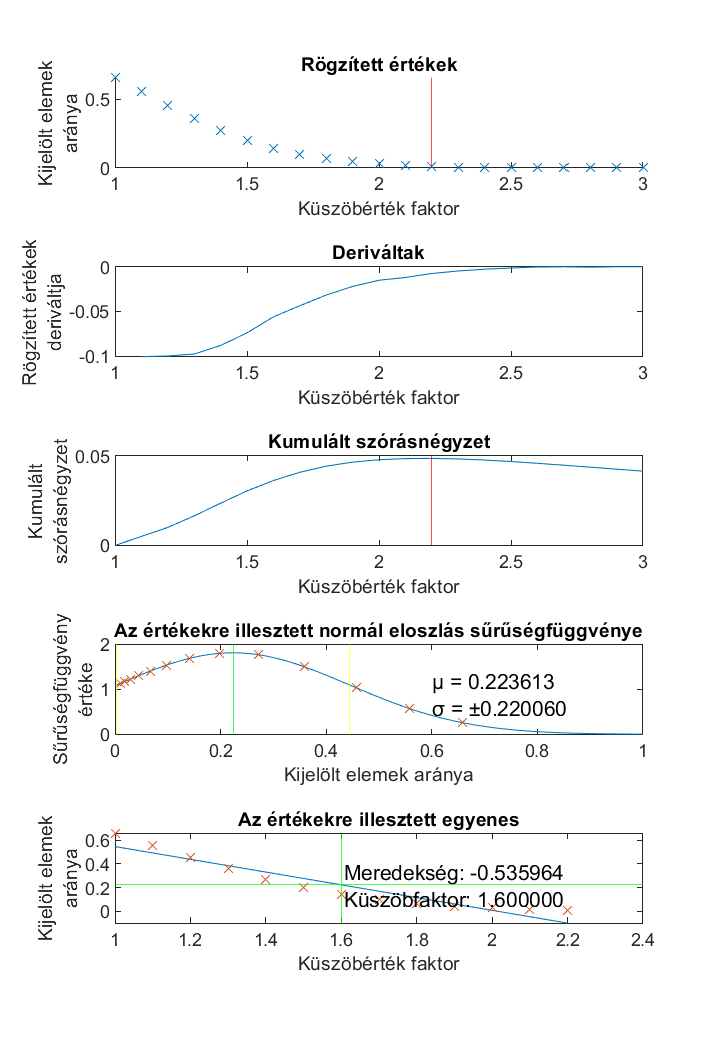 Rögzített értékek
Kijelölt elemek
aránya
0.5
0
1
1.5
2
2.5
3
Küszöbérték faktor
Deriváltak
Rögzített értékek
deriváltja
0
-0.05
-0.1
1
1.5
2
2.5
3
Küszöbérték faktor
Kumulált szórásnégyzet
Kumulált
szórásnégyzet
0.05
0
1
1.5
2
2.5
3
Küszöbérték faktor
Az értékekre illesztett normál eloszlás sűrűségfüggvénye
Sűrűségfüggvény
értéke
2
1
0
μ = 0.223613
σ = ±0.220060
0
0.2
0.4
0.6
0.8
1
Kijelölt elemek aránya
Az értékekre illesztett egyenes
Kijelölt elemek
aránya
0.6
0.4
0.2
0
Meredekség: -0.535964
Küszöbfaktor: 1.600000
1
1.2
1.4
1.6
1.8
2
2.2
2.4
Küszöbérték faktor